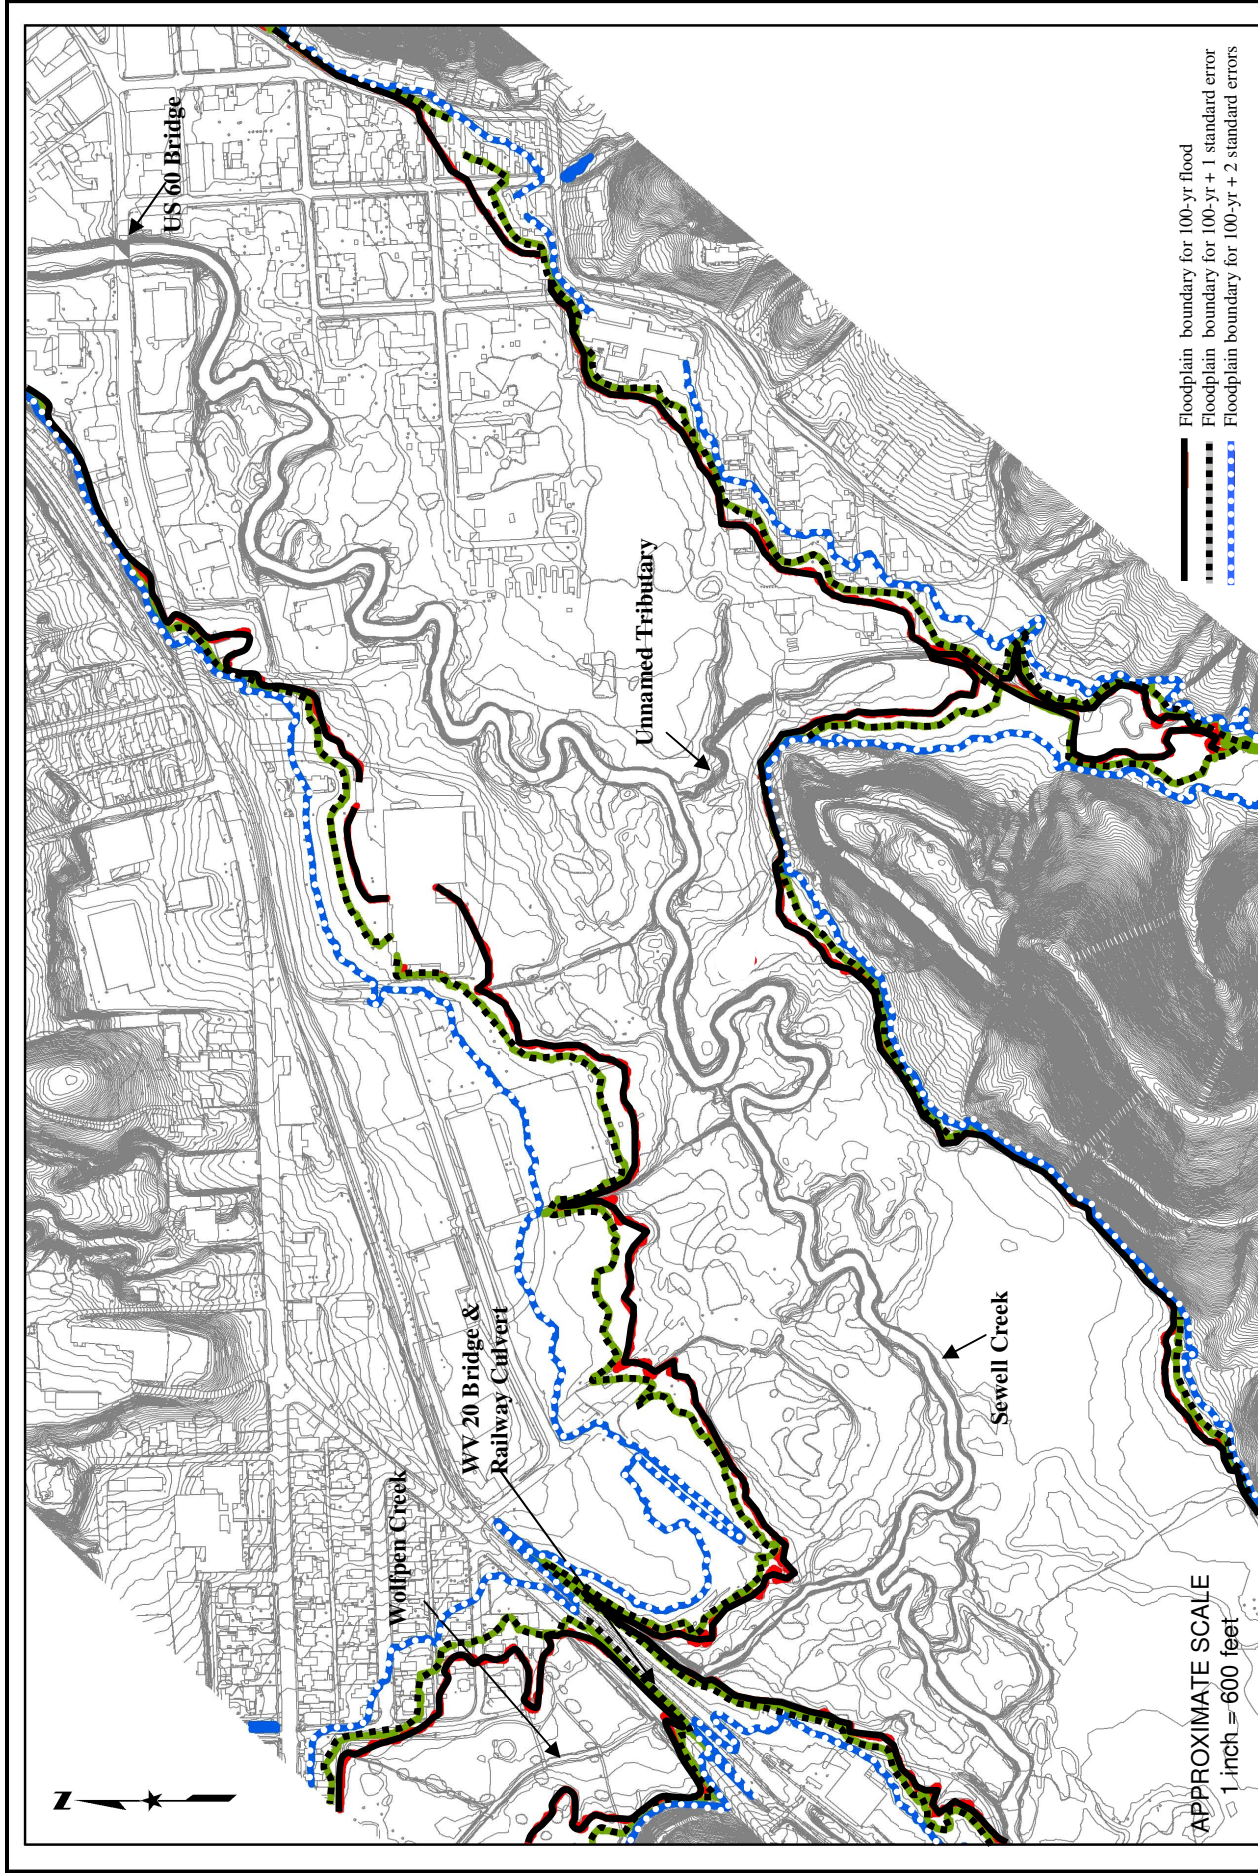 US 60 Bridge
Unnamed Tributary
WV 20 Bridge &
Railway Culvert
Wolfpen Creek
Sewell Creek
Floodplain boundary for 100-yr flood
Floodplain boundary for 100-yr + 1 standard error
Floodplain boundary for 100-yr + 2 standard errors
APPROXIMATE SCALE
1 inch = 600 feet
N